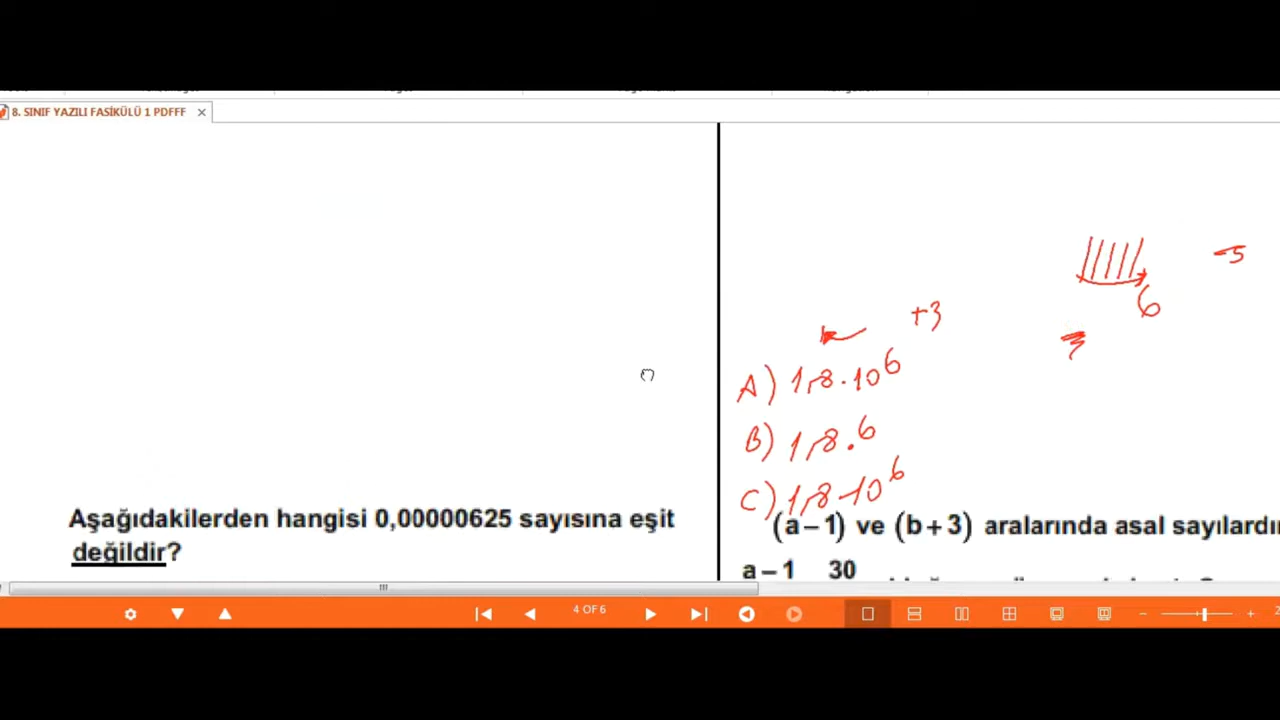 8. SINIF YAZILI FASİKÜLÜ 1 PDFFF
Aşağıdakilerden hangisi 0,00000625 sayısına eşit
değildir?
+3
6
3
A) 1,8·10⁶
B) 1,8·6
C) 1,8·10⁶
(a – 1) ve (b + 3) aralarında asal sayılardı
a – 1 30
4 OF 6